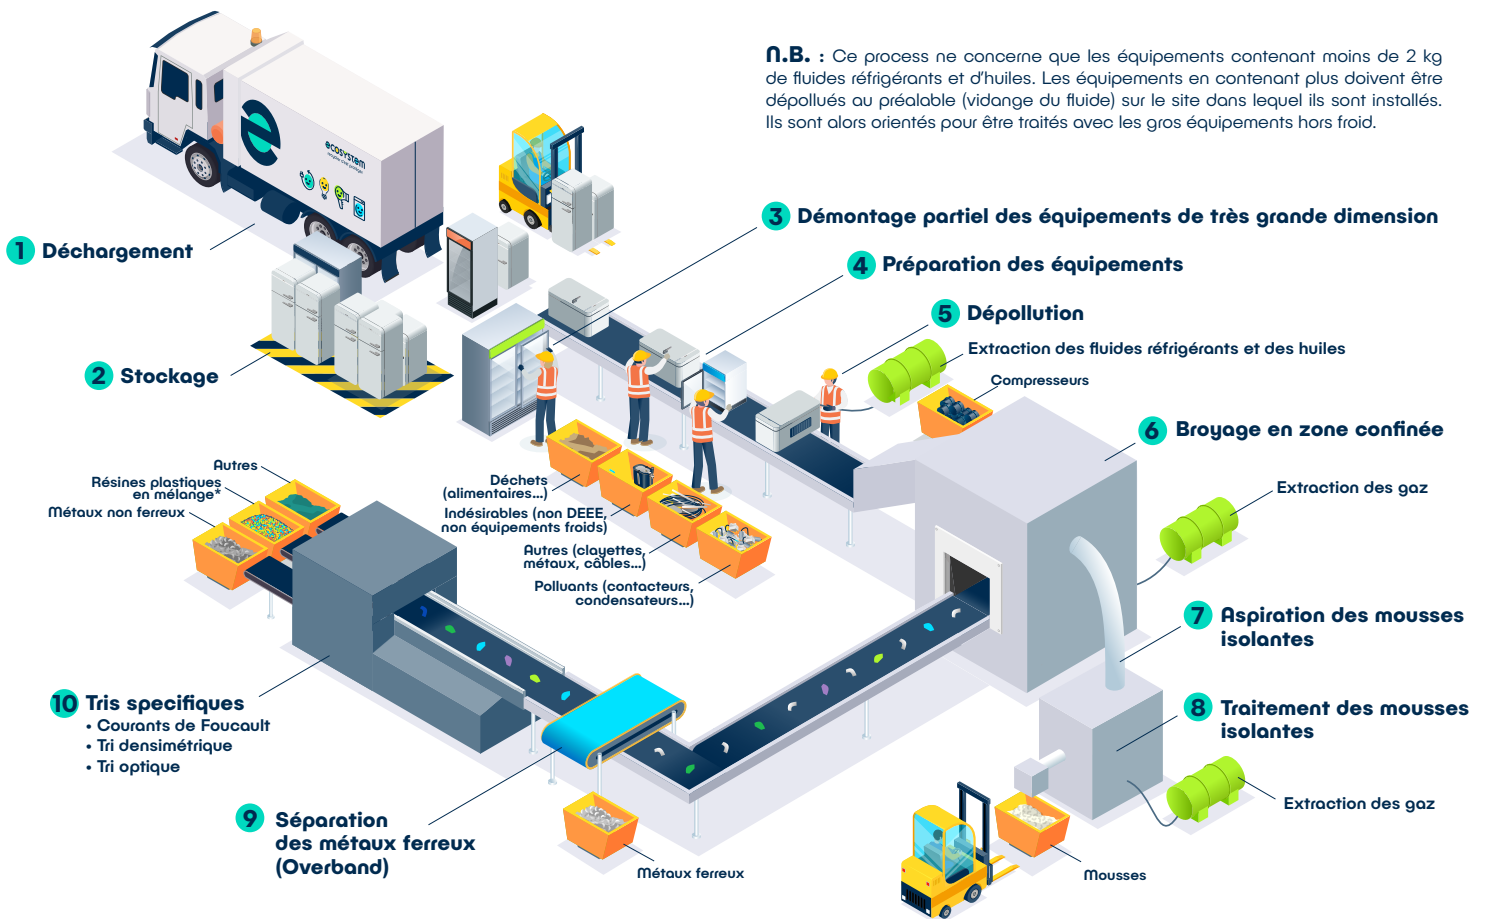 n.B. : Ce process ne concerne que les équipements contenant moins de 2 kg
de fluides réfrigérants et d'huiles. Les équipements en contenant plus doivent être
dépollués au préalable (vidange du fluide) sur le site dans lequel ils sont installés.
Ils sont alors orientés pour être traités avec les gros équipements hors froid.
ecosystem
recycler c'est protéger
1 Déchargement
2 Stockage
3 Démontage partiel des équipements de très grande dimension
4 Préparation des équipements
5 Dépollution
Extraction des fluides réfrigérants et des huiles
Compresseurs
6 Broyage en zone confinée
Extraction des gaz
Déchets
(alimentaires...)
Indésirables (non DEEE,
non équipements froids)
Autres (clayettes,
métaux, câbles...)
Polluants (contacteurs,
condensateurs...)
Autres
Résines plastiques
en mélange*
Métaux non ferreux
7 Aspiration des mousses
isolantes
8 Traitement des mousses
isolantes
Extraction des gaz
Mousses
9 Séparation
des métaux ferreux
(Overband)
Métaux ferreux
10 Tris specifiques
• Courants de Foucault
• Tri densimétrique
• Tri optique